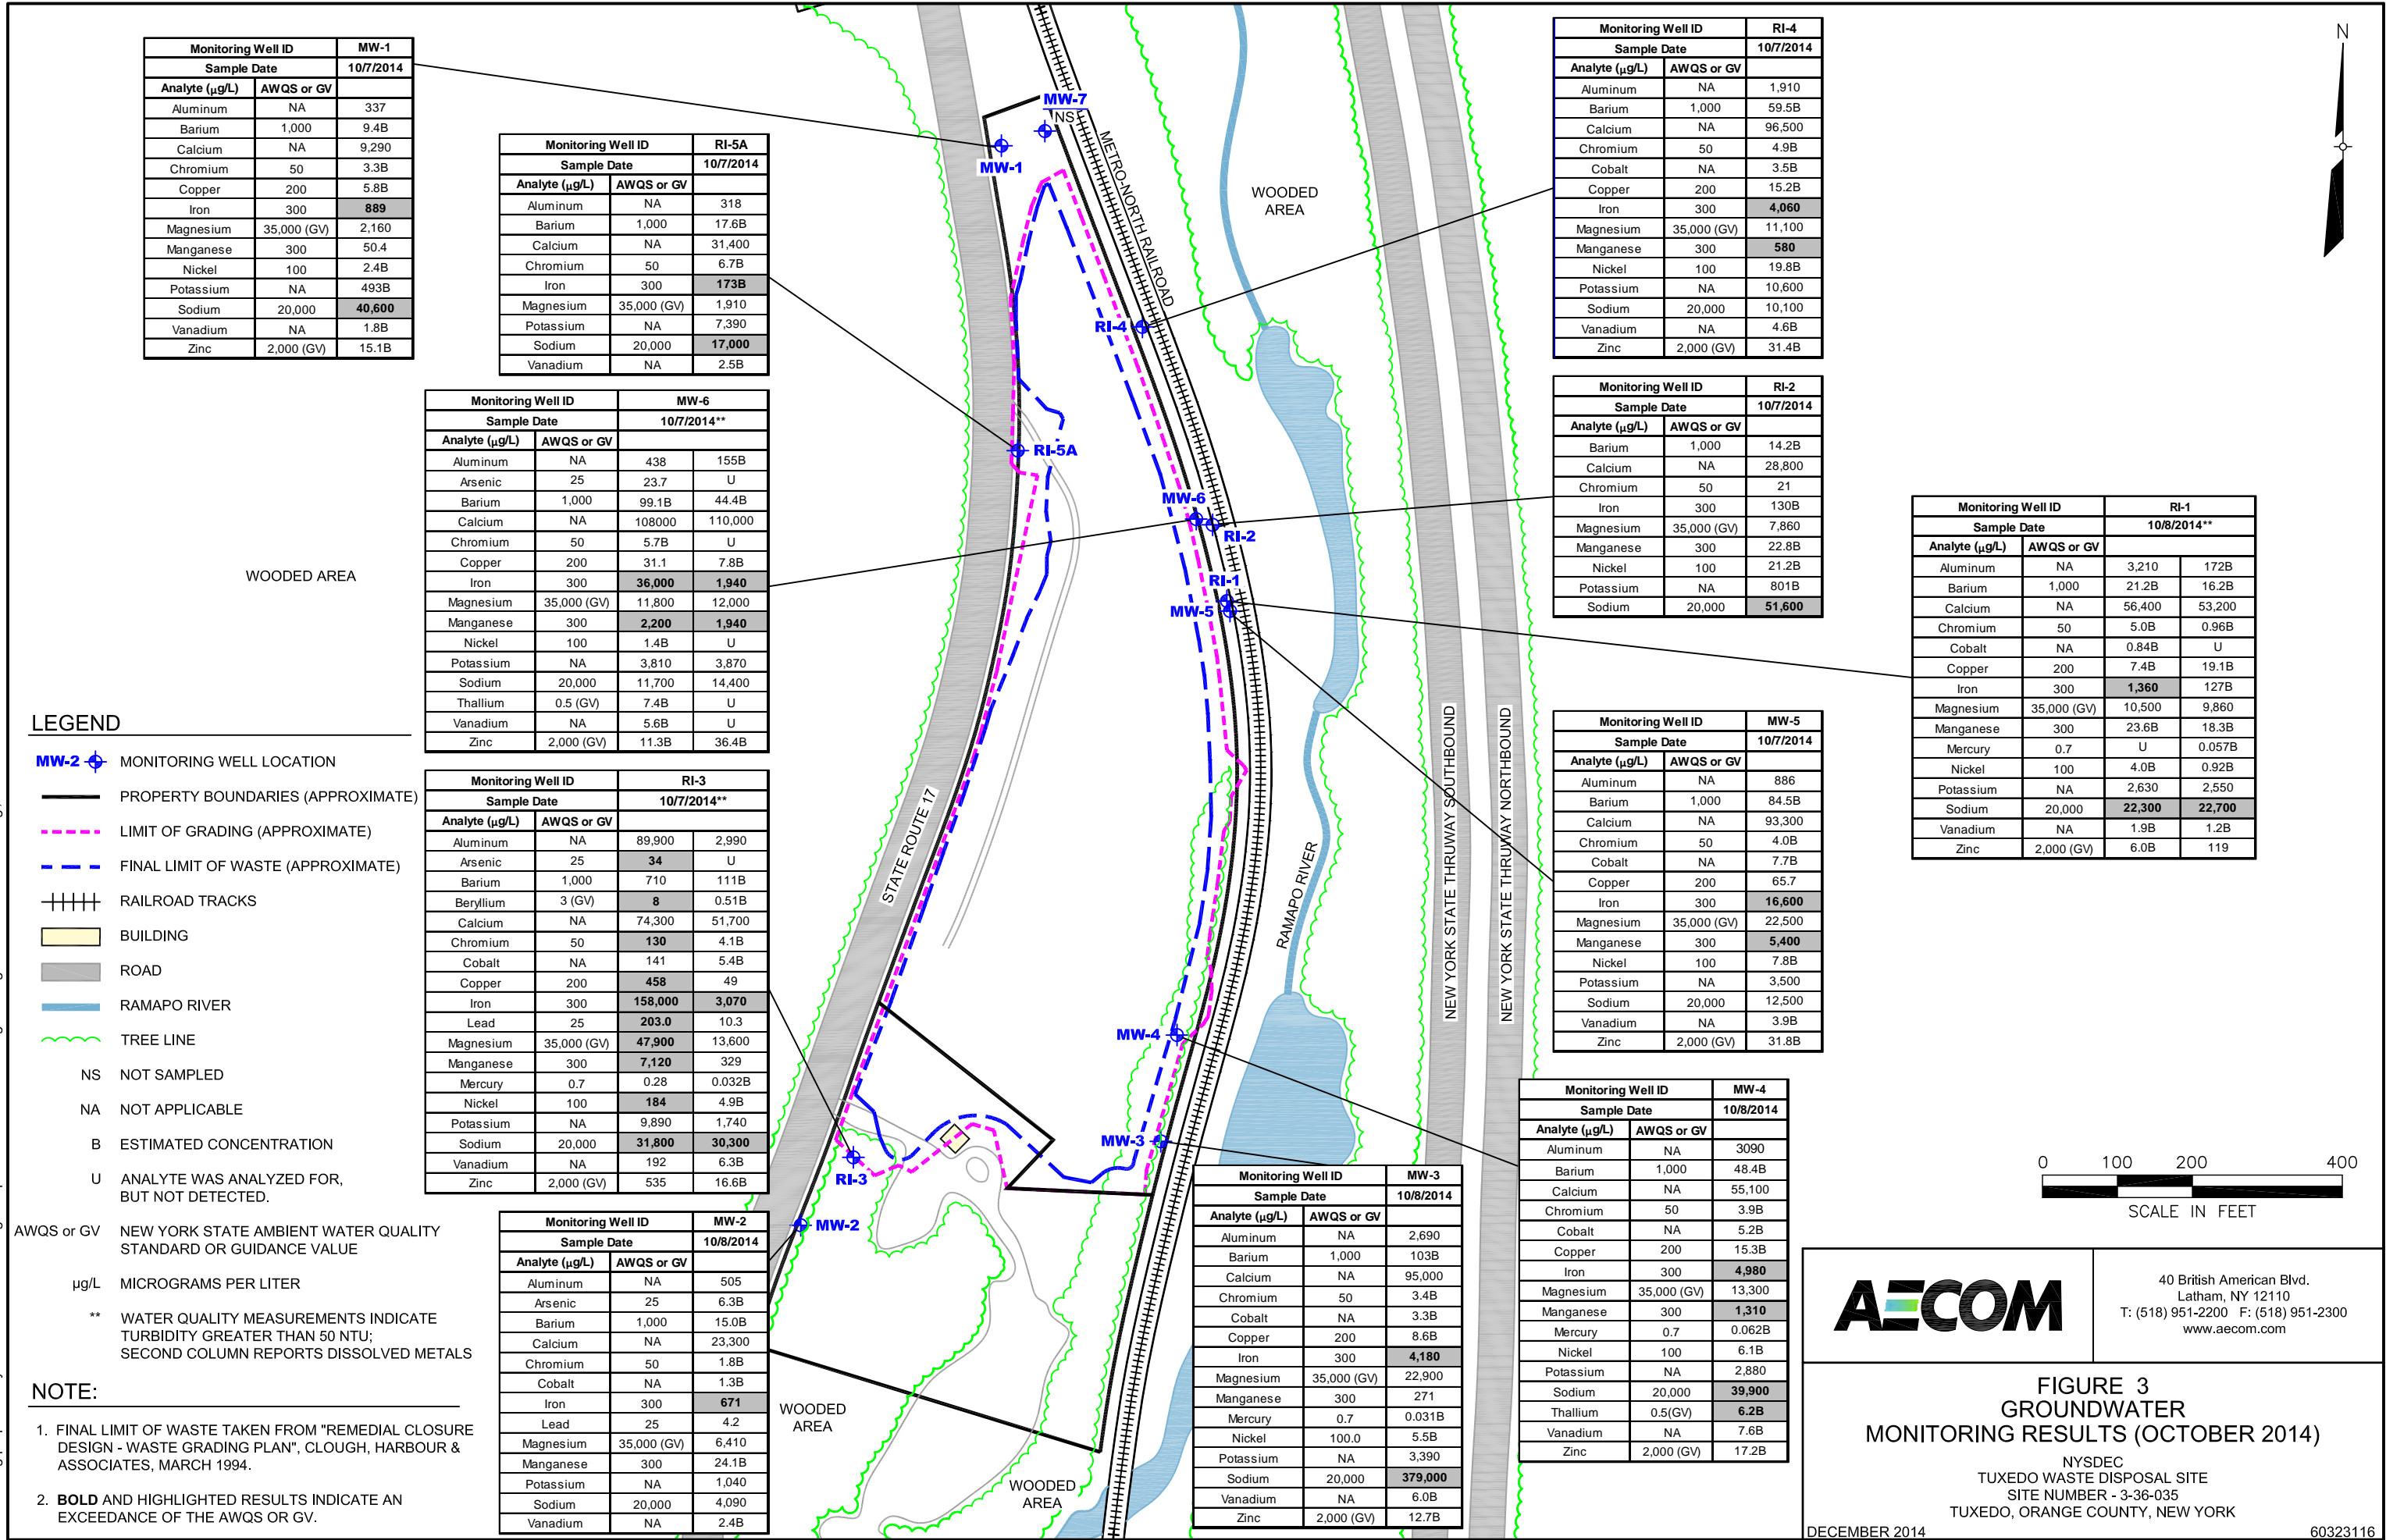 Monitoring Well ID MW-1
Sample Date 10/7/2014
Analyte (µg/L) AWQS or GV
Aluminum NA 337
Barium 1,000 9.4B
Calcium NA 9,290
Chromium 50 3.3B
Copper 200 5.8B
Iron 300 889
Magnesium 35,000 (GV) 2,160
Manganese 300 50.4
Nickel 100 2.4B
Potassium NA 493B
Sodium 20,000 40,600
Vanadium NA 1.8B
Zinc 2,000 (GV) 15.1B
Monitoring Well ID RI-5A
Sample Date 10/7/2014
Analyte (µg/L) AWQS or GV
Aluminum NA 318
Barium 1,000 17.6B
Calcium NA 31,400
Chromium 50 6.7B
Iron 300 173B
Magnesium 35,000 (GV) 1,910
Potassium NA 7,390
Sodium 20,000 17,000
Vanadium NA 2.5B
Monitoring Well ID MW-6
Sample Date 10/7/2014**
Analyte (µg/L) AWQS or GV
Aluminum NA 438 155B
Arsenic 25 23.7 U
Barium 1,000 99.1B 44.4B
Calcium NA 108000 110,000
Chromium 50 5.7B U
Copper 200 31.1 7.8B
Iron 300 36,000 1,940
Magnesium 35,000 (GV) 11,800 12,000
Manganese 300 2,200 1,940
Nickel 100 1.4B U
Potassium NA 3,810 3,870
Sodium 20,000 11,700 14,400
Thallium 0.5 (GV) 7.4B U
Vanadium NA 5.6B U
Zinc 2,000 (GV) 11.3B 36.4B
Monitoring Well ID RI-3
Sample Date 10/7/2014**
Analyte (µg/L) AWQS or GV
Aluminum NA 89,900 2,990
Arsenic 25 34 U
Barium 1,000 710 111B
Beryllium 3 (GV) 8 0.51B
Calcium NA 74,300 51,700
Chromium 50 130 4.1B
Cobalt NA 141 5.4B
Copper 200 458 49
Iron 300 158,000 3,070
Lead 25 203.0 10.3
Magnesium 35,000 (GV) 47,900 13,600
Manganese 300 7,120 329
Mercury 0.7 0.28 0.032B
Nickel 100 184 4.9B
Potassium NA 9,890 1,740
Sodium 20,000 31,800 30,300
Vanadium NA 192 6.3B
Zinc 2,000 (GV) 535 16.6B
Monitoring Well ID MW-2
Sample Date 10/8/2014
Analyte (µg/L) AWQS or GV
Aluminum NA 505
Arsenic 25 6.3B
Barium 1,000 15.0B
Calcium NA 23,300
Chromium 50 1.8B
Cobalt NA 1.3B
Iron 300 671
Lead 25 4.2
Magnesium 35,000 (GV) 6,410
Manganese 300 24.1B
Potassium NA 1,040
Sodium 20,000 4,090
Vanadium NA 2.4B
WOODED AREA
LEGEND
MW-2 MONITORING WELL LOCATION
PROPERTY BOUNDARIES (APPROXIMATE)
LIMIT OF GRADING (APPROXIMATE)
FINAL LIMIT OF WASTE (APPROXIMATE)
RAILROAD TRACKS
BUILDING
ROAD
RAMAPO RIVER
TREE LINE
NS NOT SAMPLED
NA NOT APPLICABLE
B ESTIMATED CONCENTRATION
U ANALYTE WAS ANALYZED FOR,
BUT NOT DETECTED.
AWQS or GV NEW YORK STATE AMBIENT WATER QUALITY
STANDARD OR GUIDANCE VALUE
µg/L MICROGRAMS PER LITER
** WATER QUALITY MEASUREMENTS INDICATE
TURBIDITY GREATER THAN 50 NTU;
SECOND COLUMN REPORTS DISSOLVED METALS
NOTE:
1. FINAL LIMIT OF WASTE TAKEN FROM "REMEDIAL CLOSURE
DESIGN - WASTE GRADING PLAN", CLOUGH, HARBOUR &
ASSOCIATES, MARCH 1994.
2. BOLD AND HIGHLIGHTED RESULTS INDICATE AN
EXCEEDANCE OF THE AWQS OR GV.
MW-7
NS
MW-1
METRO-NORTH RAILROAD
WOODED
AREA
RI-4
RI-5A
MW-6
RI-2
RI-1
MW-5
STATE ROUTE 17
RAMAPO RIVER
NEW YORK STATE THRUWAY SOUTHBOUND
NEW YORK STATE THRUWAY NORTHBOUND
MW-4
MW-3
RI-3
MW-2
WOODED
AREA
WOODED
AREA
Monitoring Well ID RI-4
Sample Date 10/7/2014
Analyte (µg/L) AWQS or GV
Aluminum NA 1,910
Barium 1,000 59.5B
Calcium NA 96,500
Chromium 50 4.9B
Cobalt NA 3.5B
Copper 200 15.2B
Iron 300 4,060
Magnesium 35,000 (GV) 11,100
Manganese 300 580
Nickel 100 19.8B
Potassium NA 10,600
Sodium 20,000 10,100
Vanadium NA 4.6B
Zinc 2,000 (GV) 31.4B
Monitoring Well ID RI-2
Sample Date 10/7/2014
Analyte (µg/L) AWQS or GV
Barium 1,000 14.2B
Calcium NA 28,800
Chromium 50 21
Iron 300 130B
Magnesium 35,000 (GV) 7,860
Manganese 300 22.8B
Nickel 100 21.2B
Potassium NA 801B
Sodium 20,000 51,600
Monitoring Well ID RI-1
Sample Date 10/8/2014**
Analyte (µg/L) AWQS or GV
Aluminum NA 3,210 172B
Barium 1,000 21.2B 16.2B
Calcium NA 56,400 53,200
Chromium 50 5.0B 0.96B
Cobalt NA 0.84B U
Copper 200 7.4B 19.1B
Iron 300 1,360 127B
Magnesium 35,000 (GV) 10,500 9,860
Manganese 300 23.6B 18.3B
Mercury 0.7 U 0.057B
Nickel 100 4.0B 0.92B
Potassium NA 2,630 2,550
Sodium 20,000 22,300 22,700
Vanadium NA 1.9B 1.2B
Zinc 2,000 (GV) 6.0B 119
Monitoring Well ID MW-5
Sample Date 10/7/2014
Analyte (µg/L) AWQS or GV
Aluminum NA 886
Barium 1,000 84.5B
Calcium NA 93,300
Chromium 50 4.0B
Cobalt NA 7.7B
Copper 200 65.7
Iron 300 16,600
Magnesium 35,000 (GV) 22,500
Manganese 300 5,400
Nickel 100 7.8B
Potassium NA 3,500
Sodium 20,000 12,500
Vanadium NA 3.9B
Zinc 2,000 (GV) 31.8B
Monitoring Well ID MW-4
Sample Date 10/8/2014
Analyte (µg/L) AWQS or GV
Aluminum NA 3090
Barium 1,000 48.4B
Calcium NA 55,100
Chromium 50 3.9B
Cobalt NA 5.2B
Copper 200 15.3B
Iron 300 4,980
Magnesium 35,000 (GV) 13,300
Manganese 300 1,310
Mercury 0.7 0.062B
Nickel 100 6.1B
Potassium NA 2,880
Sodium 20,000 39,900
Thallium 0.5(GV) 6.2B
Vanadium NA 7.6B
Zinc 2,000 (GV) 17.2B
Monitoring Well ID MW-3
Sample Date 10/8/2014
Analyte (µg/L) AWQS or GV
Aluminum NA 2,690
Barium 1,000 103B
Calcium NA 95,000
Chromium 50 3.4B
Cobalt NA 3.3B
Copper 200 8.6B
Iron 300 4,180
Magnesium 35,000 (GV) 22,900
Manganese 300 271
Mercury 0.7 0.031B
Nickel 100.0 5.5B
Potassium NA 3,390
Sodium 20,000 379,000
Vanadium NA 6.0B
Zinc 2,000 (GV) 12.7B
N
0 100 200 400
SCALE IN FEET
AECOM
40 British American Blvd.
Latham, NY 12110
T: (518) 951-2200 F: (518) 951-2300
www.aecom.com
FIGURE 3
GROUNDWATER
MONITORING RESULTS (OCTOBER 2014)
NYSDEC
TUXEDO WASTE DISPOSAL SITE
SITE NUMBER - 3-36-035
TUXEDO, ORANGE COUNTY, NEW YORK
DECEMBER 2014 60323116